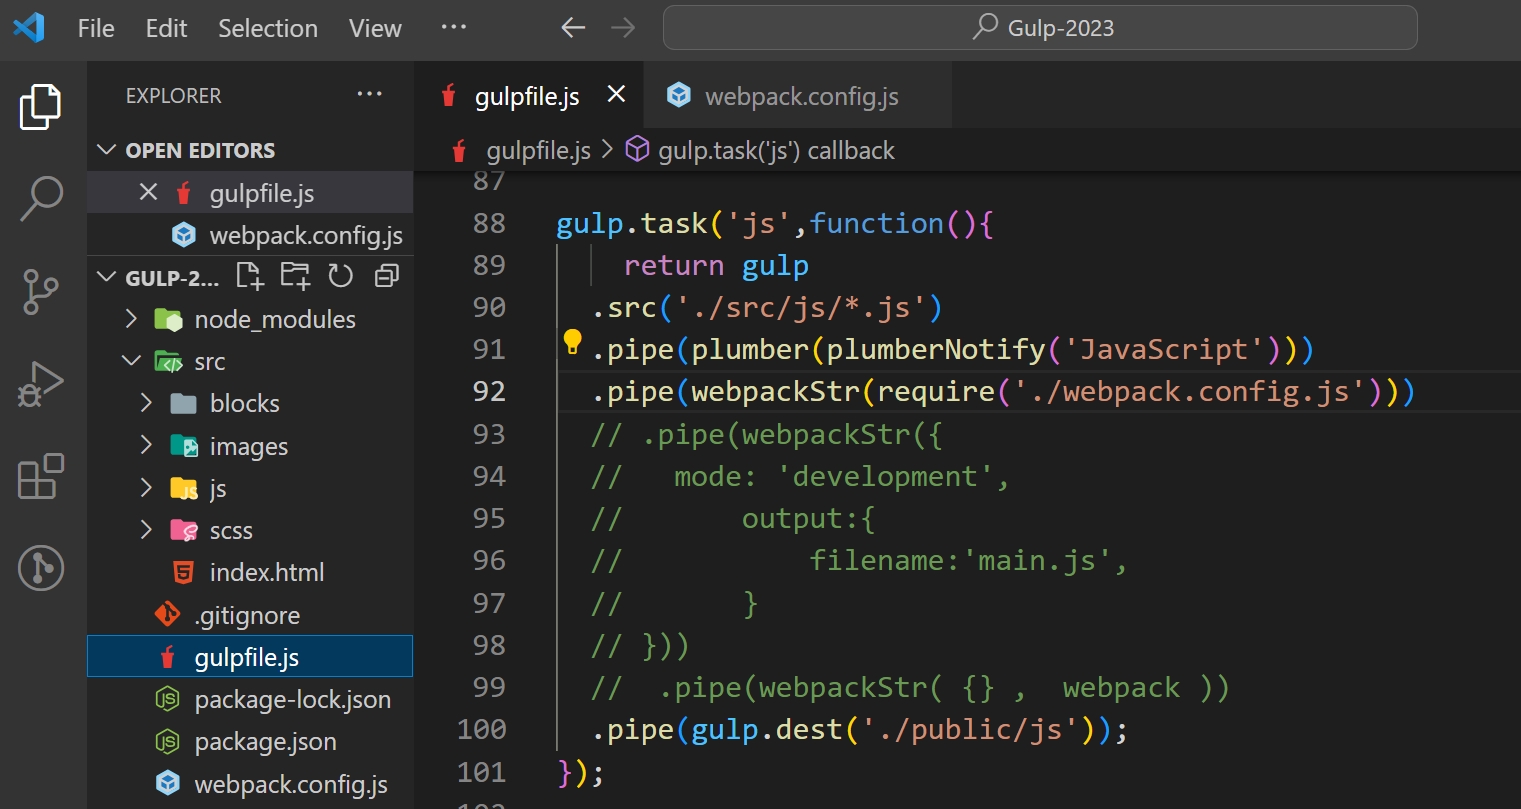 File Edit Selection View ··· Gulp-2023
EXPLORER ···
OPEN EDITORS
gulpfile.js
webpack.config.js
GULP-2...
node_modules
src
blocks
images
js
scss
index.html
.gitignore
gulpfile.js
package-lock.json
package.json
webpack.config.js
gulpfile.js webpack.config.js
gulpfile.js > gulp.task('js') callback
87
88 gulp.task('js',function(){
89 return gulp
90 .src('./src/js/*.js')
91 .pipe(plumber(plumberNotify('JavaScript')))
92 .pipe(webpackStr(require('./webpack.config.js')))
93 // .pipe(webpackStr({
94 // mode: 'development',
95 // output:{
96 // filename:'main.js',
97 // }
98 // }))
99 // .pipe(webpackStr( {} , webpack ))
100 .pipe(gulp.dest('./public/js'));
101 });
102